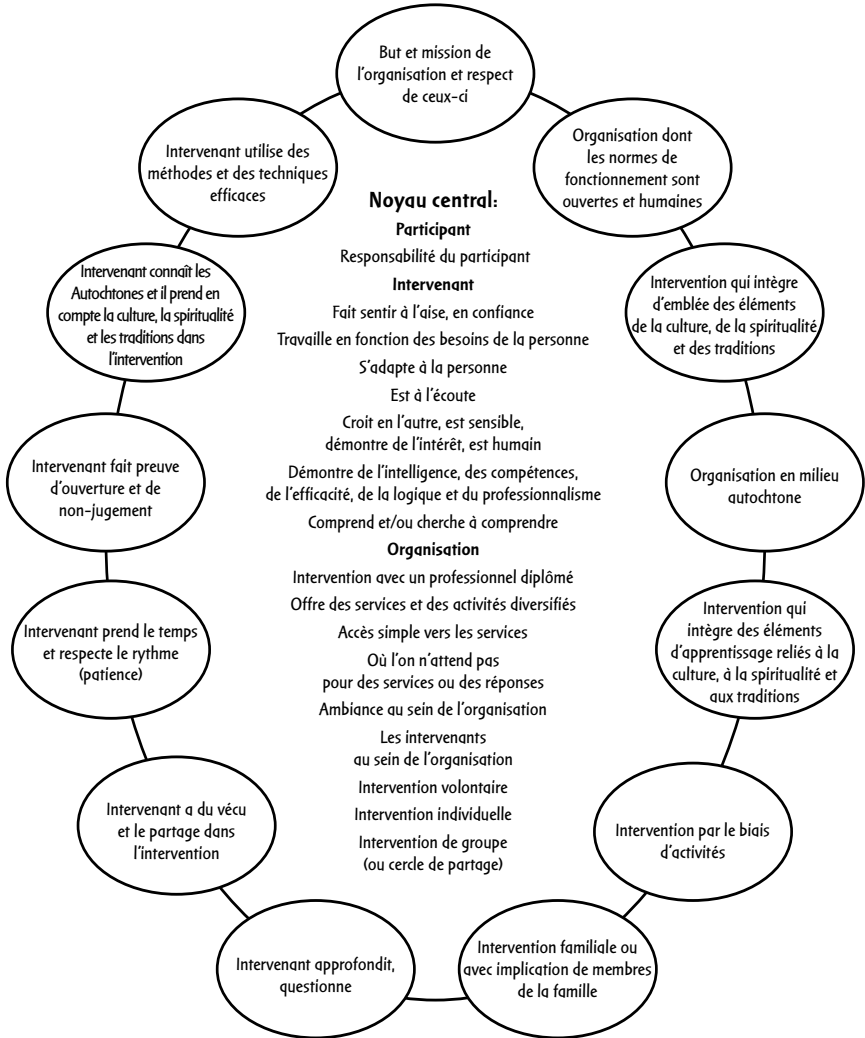 But et mission de
l'organisation et respect
de ceux-ci
Organisation dont
les normes de
fonctionnement sont
ouvertes et humaines
Intervention qui intègre
d'emblée des éléments
de la culture, de la spiritualité
et des traditions
Organisation en milieu
autochtone
Intervention qui
intègre des éléments
d'apprentissage reliés à la
culture, à la spiritualité et
aux traditions
Intervention par le biais
d'activités
Intervention familiale ou
avec implication de membres
de la famille
Intervenant approfondit,
questionne
Intervenant a du vécu
et le partage dans
l'intervention
Intervenant prend le temps
et respecte le rythme
(patience)
Intervenant fait preuve
d'ouverture et de
non-jugement
Intervenant connaît les
Autochtones et il prend en
compte la culture, la spiritualité
et les traditions dans
l'intervention
Intervenant utilise des
méthodes et des techniques
efficaces
Noyau central:
Participant
Responsabilité du participant
Intervenant
Fait sentir à l'aise, en confiance
Travaille en fonction des besoins de la personne
S'adapte à la personne
Est à l'écoute
Croit en l'autre, est sensible,
démontre de l'intérêt, est humain
Démontre de l'intelligence, des compétences,
de l'efficacité, de la logique et du professionnalisme
Comprend et/ou cherche à comprendre
Organisation
Intervention avec un professionnel diplômé
Offre des services et des activités diversifiés
Accès simple vers les services
Où l'on n'attend pas
pour des services ou des réponses
Ambiance au sein de l'organisation
Les intervenants
au sein de l'organisation
Intervention volontaire
Intervention individuelle
Intervention de groupe
(ou cercle de partage)